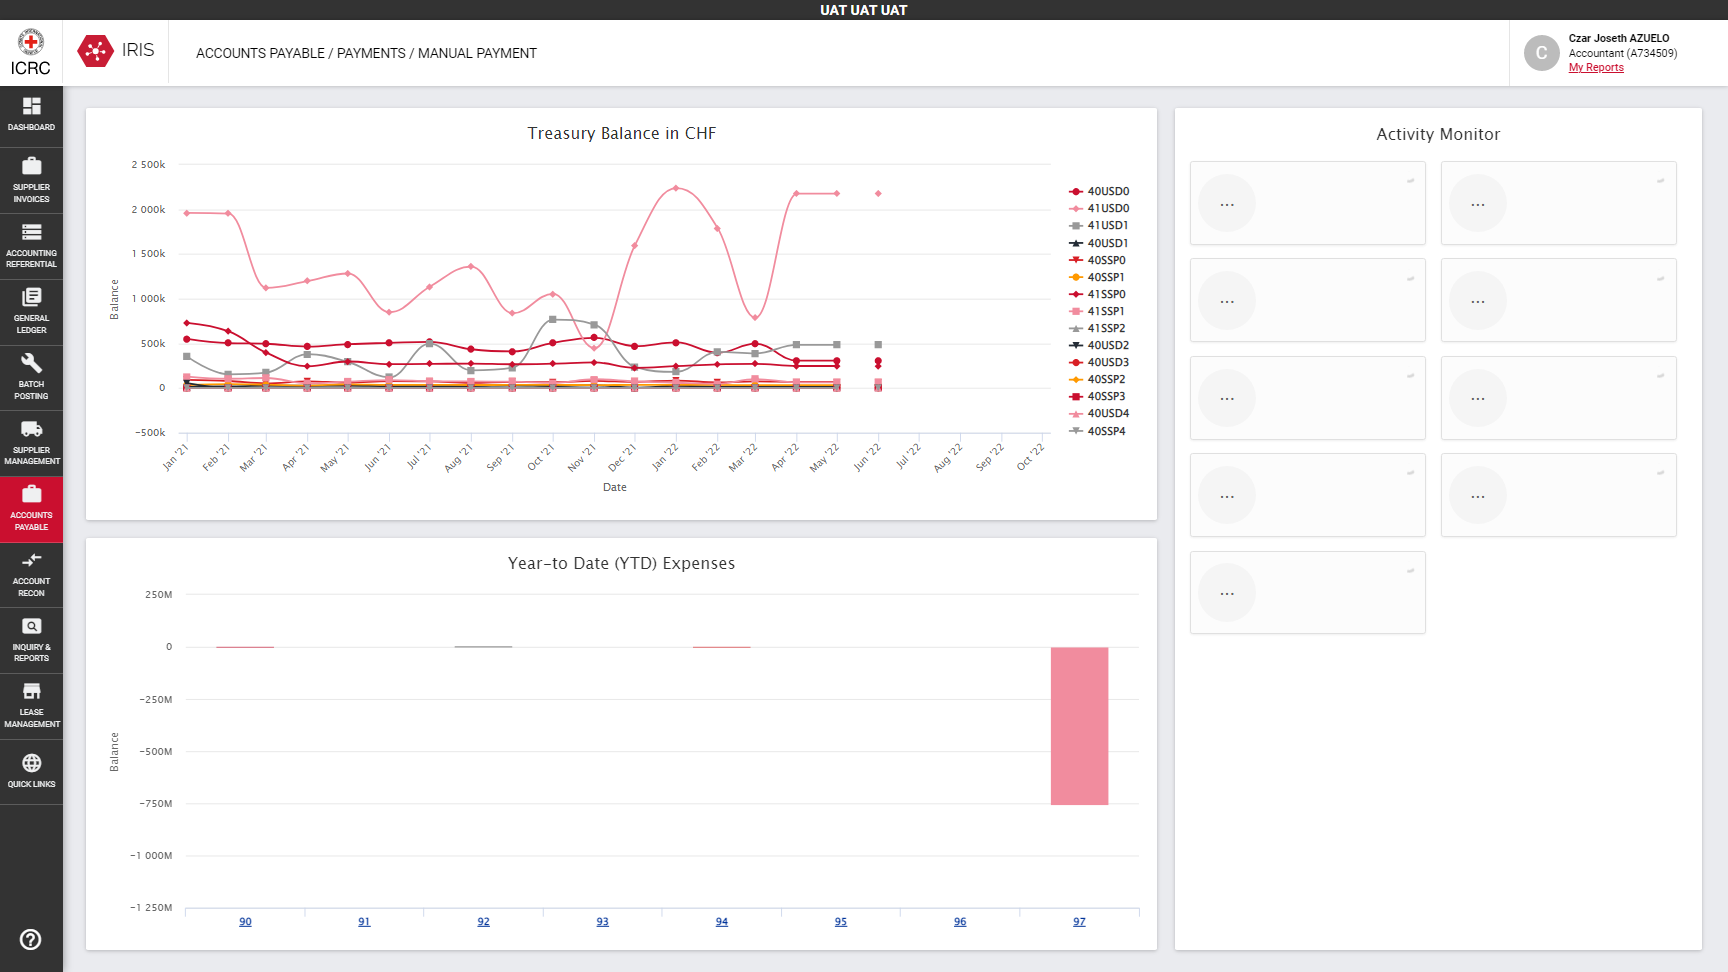 UAT UAT UAT
ICRC
IRIS
ACCOUNTS PAYABLE / PAYMENTS / MANUAL PAYMENT
C
Czar Joseth AZUELO
Accountant (A734509)
My Reports
DASHBOARD
SUPPLIER
INVOICES
ACCOUNTING
REFERENTIAL
GENERAL
LEDGER
BATCH
POSTING
SUPPLIER
MANAGEMENT
ACCOUNTS
PAYABLE
ACCOUNT
RECON
INQUIRY &
REPORTS
LEASE
MANAGEMENT
QUICK LINKS
Treasury Balance in CHF
2 500k
2 000k
1 500k
1 000k
500k
0
−500k
Balance
Jan '21
Feb '21
Mar '21
Apr '21
May '21
Jun '21
Jul '21
Aug '21
Sep '21
Oct '21
Nov '21
Dec '21
Jan '22
Feb '22
Mar '22
Apr '22
May '22
Jun '22
Jul '22
Aug '22
Sep '22
Oct '22
Date
40USD0
41USD0
41USD1
40USD1
40SSP0
40SSP1
41SSP0
41SSP1
41SSP2
40USD2
40USD3
40SSP2
40SSP3
40USD4
40SSP4
Year-to Date (YTD) Expenses
250M
0
−250M
−500M
−750M
−1 000M
−1 250M
Balance
90 91 92 93 94 95 96 97
Activity Monitor
... ...
... ...
... ...
... ...
...